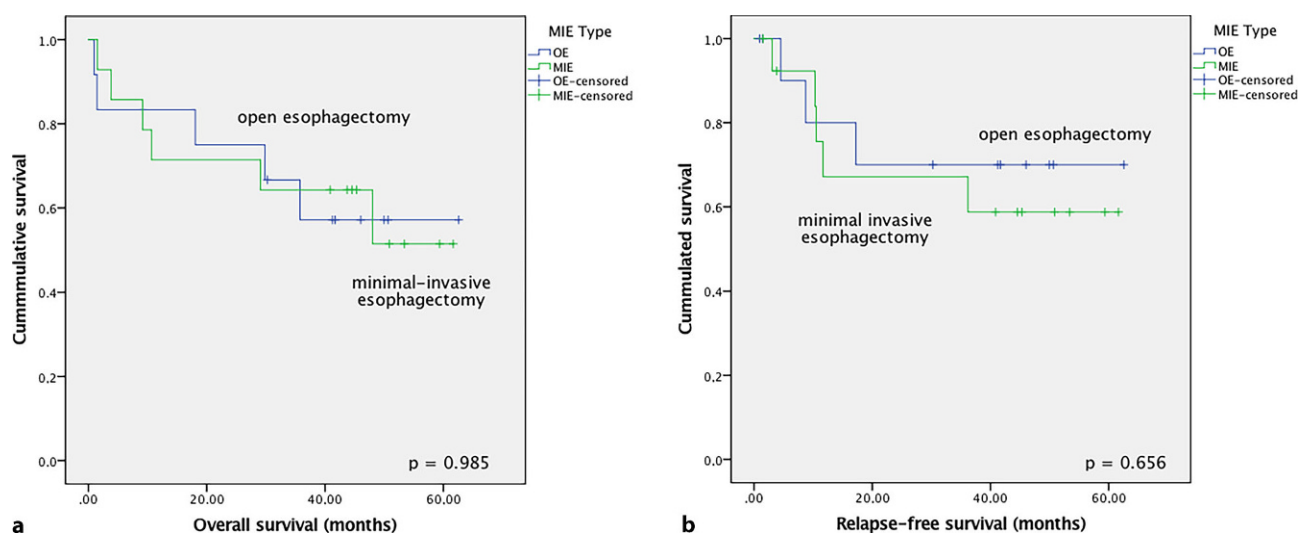 MIE Type
OE
MIE
OE-censored
MIE-censored
1.0
0.8
0.6
0.4
0.2
0.0
Cummmulative survival
open esophagectomy
minimal-invasive
esophagectomy
p = 0.985
.00
20.00
40.00
60.00
Overall survival (months)
a
MIE Type
OE
MIE
OE-censored
MIE-censored
1.0
0.8
0.6
0.4
0.2
0.0
Cummulated survival
open esophagectomy
minimal invasive
esophagectomy
p = 0.656
.00
20.00
40.00
60.00
Relapse-free survival (months)
b